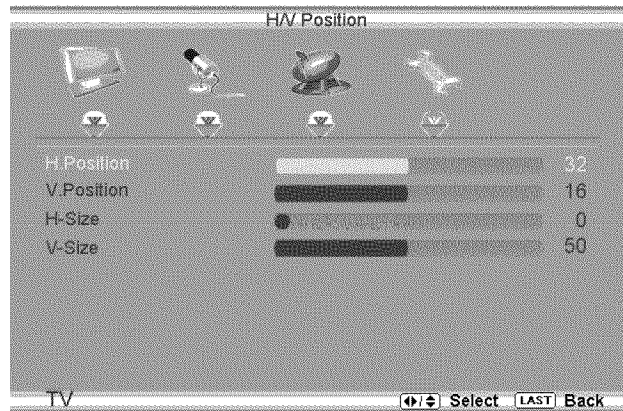 H/V Position
H.Position 32
V.Position 16
H-Size 0
V-Size 50
TV Select LAST Back